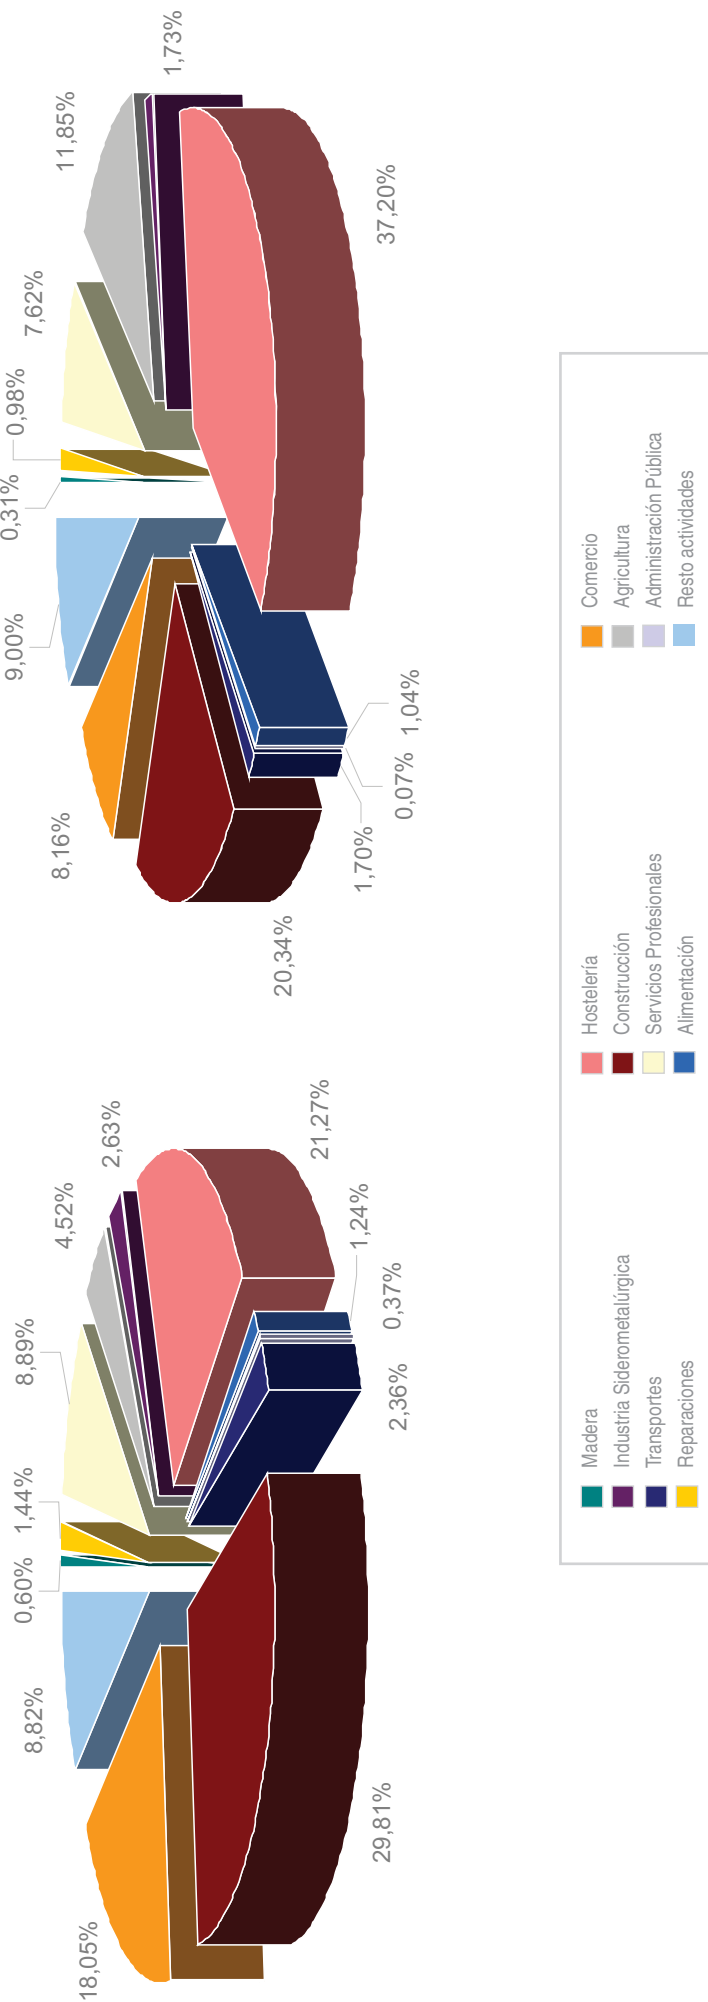 18,05%
8,82%
0,60%
1,44%
8,89%
4,52%
2,63%
21,27%
1,24%
0,37%
2,36%
29,81%
8,16%
9,00%
0,31%
0,98%
7,62%
11,85%
1,73%
37,20%
1,04%
0,07%
1,70%
20,34%
Madera
Industria Siderometalúrgica
Transportes
Reparaciones
Hostelería
Construcción
Servicios Profesionales
Alimentación
Comercio
Agricultura
Administración Pública
Resto actividades